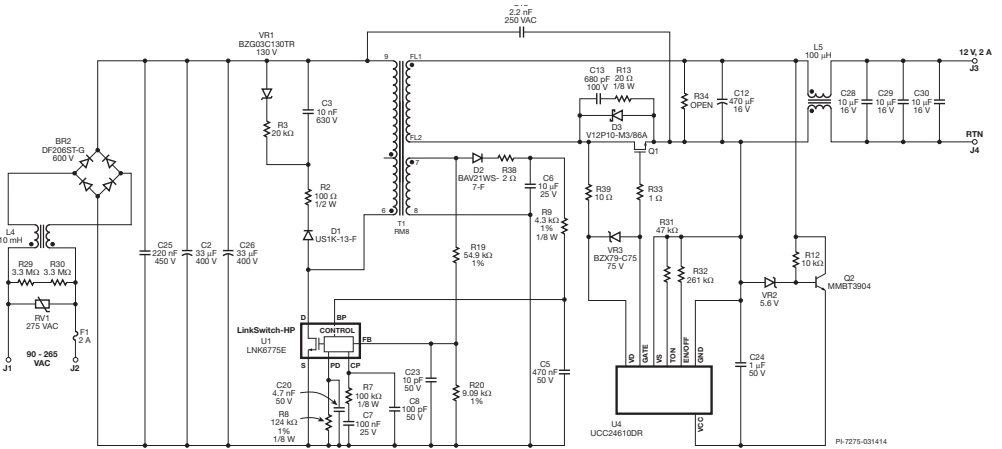 2.2 nF
250 VAC
VR1
BZG03C130TR
130 V
9
FL1
L5
100 µH
12 V, 2 A
J3
C13
680 pF
100 V
R13
20 Ω
1/8 W
C3
10 nF
630 V
R3
20 kΩ
D3
V12P10-M3/86A
R34
OPEN
C12
470 µF
16 V
C28
10 µF
16 V
C29
10 µF
16 V
C30
10 µF
16 V
BR2
DF206ST-G
600 V
FL2
Q1
RTN
J4
7
D2
BAV21WS-
7-F
R38
2 Ω
C6
10 µF
25 V
R2
100 Ω
1/2 W
R39
10 Ω
R33
1 Ω
6
8
T1
RM8
R9
4.3 kΩ
1%
1/8 W
R31
47 kΩ
L4
10 mH
D1
US1K-13-F
C25
220 nF
450 V
C2
33 µF
400 V
C26
33 µF
400 V
R19
54.9 kΩ
1%
VR3
BZX79-C75
75 V
R32
261 kΩ
R12
10 kΩ
Q2
MMBT3904
VR2
5.6 V
R29
3.3 MΩ
R30
3.3 MΩ
RV1
275 VAC
F1
2 A
90 - 265
VAC
J1
J2
D
BP
LinkSwitch-HP
U1
LNK6775E
CONTROL
FB
S
PD
CP
VD
GATE
VS
TON
EN/OFF
GND
C24
1 µF
50 V
C5
470 nF
50 V
C20
4.7 nF
50 V
R7
100 kΩ
1/8 W
C23
10 pF
50 V
R20
9.09 kΩ
1%
C8
100 pF
50 V
R8
124 kΩ
1%
1/8 W
C7
100 nF
25 V
VCC
U4
UCC24610DR
PI-7275-031414